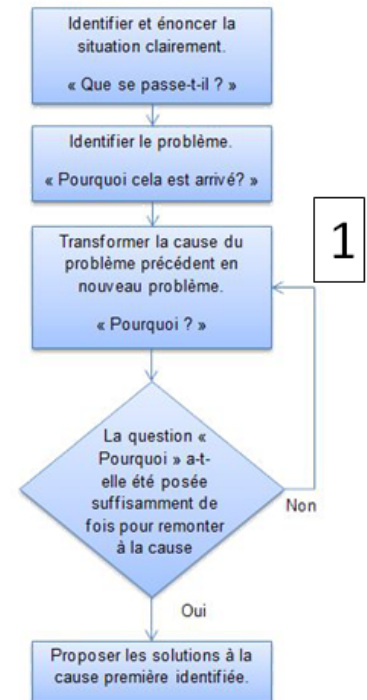 Identifier et énoncer la
situation clairement.
« Que se passe-t-il ? »
Identifier le problème.
« Pourquoi cela est arrivé? »
1
Transformer la cause du
problème précédent en
nouveau problème.
« Pourquoi ? »
La question «
Pourquoi » a-t-
elle été posée
suffisamment de
fois pour remonter
à la cause
Non
Oui
Proposer les solutions à la
cause première identifiée.